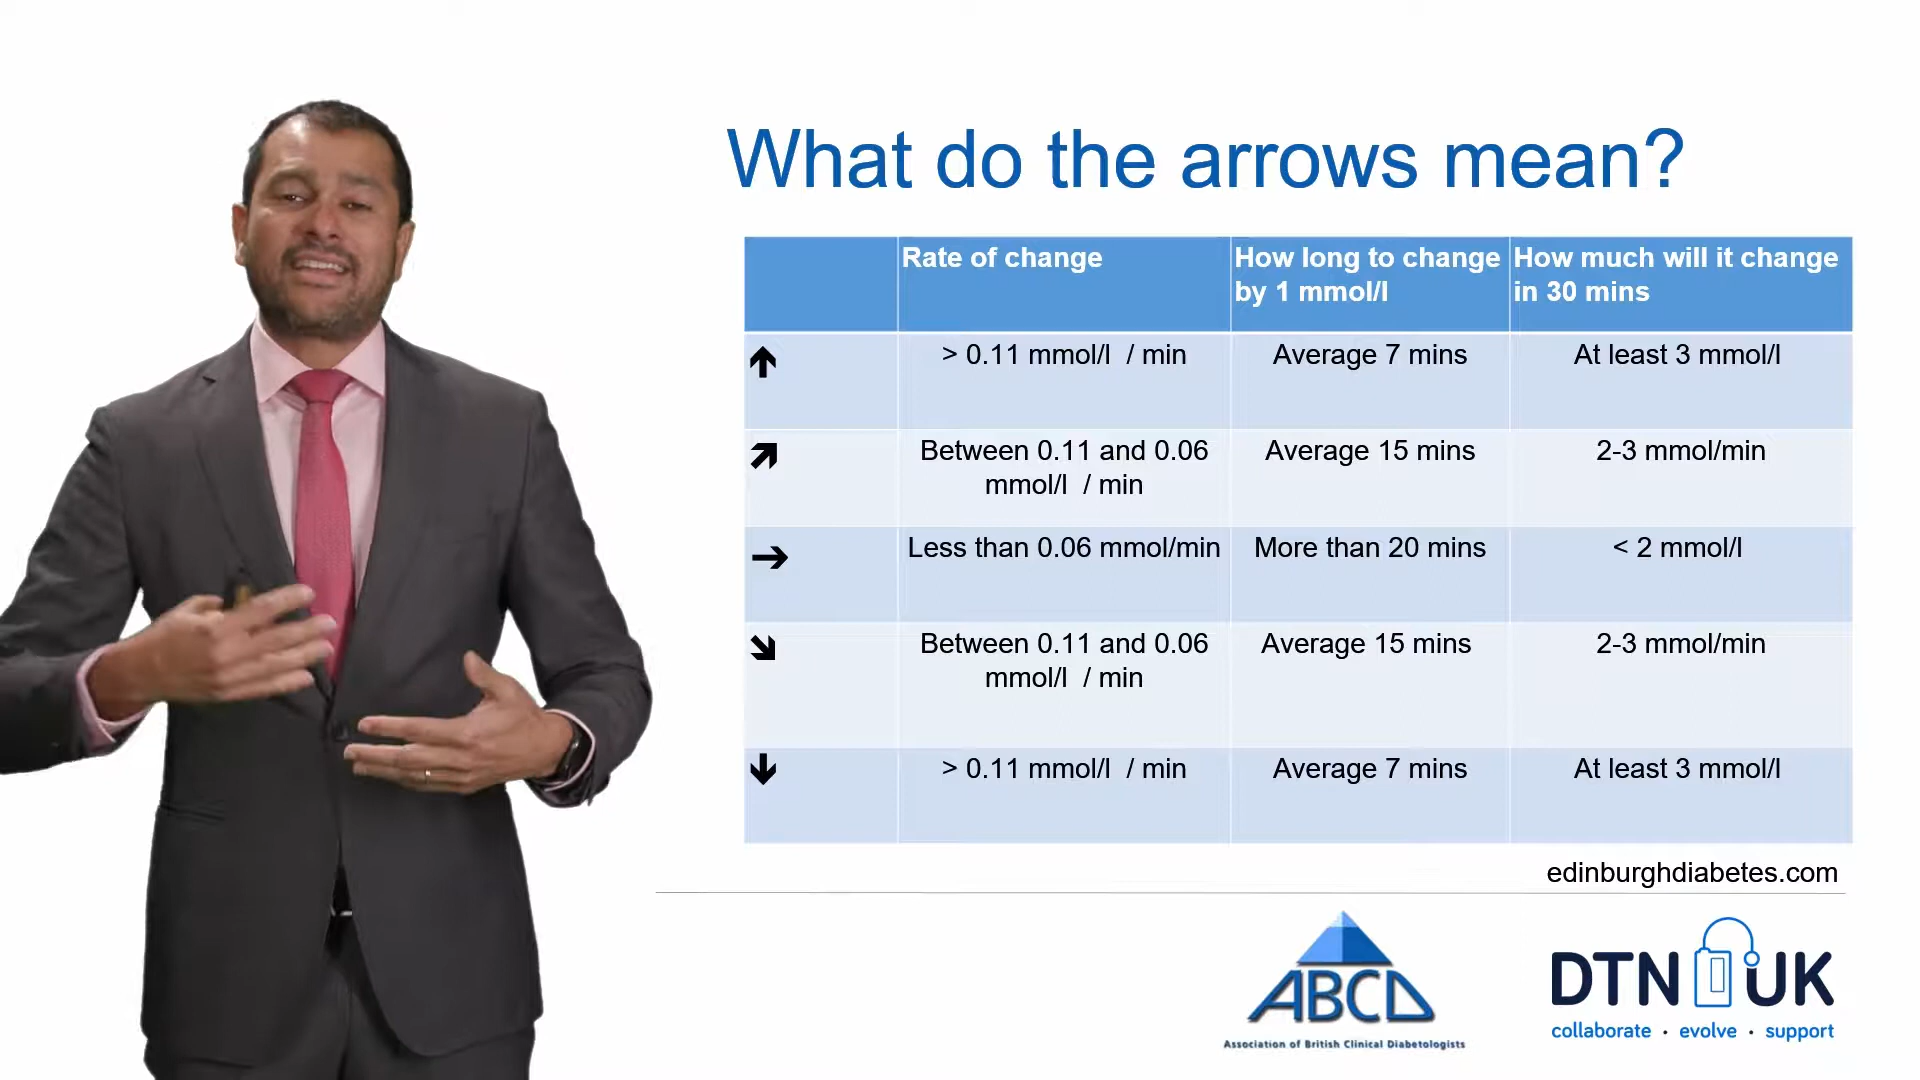 What do the arrows mean?
Rate of change
How long to change
by 1 mmol/l
How much will it change
in 30 mins
> 0.11 mmol/l / min
Average 7 mins
At least 3 mmol/l
Between 0.11 and 0.06
mmol/l / min
Average 15 mins
2-3 mmol/min
Less than 0.06 mmol/min
More than 20 mins
< 2 mmol/l
Between 0.11 and 0.06
mmol/l / min
Average 15 mins
2-3 mmol/min
> 0.11 mmol/l / min
Average 7 mins
At least 3 mmol/l
edinburghdiabetes.com
ABCD
Association of British Clinical Diabetologists
DTN UK
collaborate · evolve · support